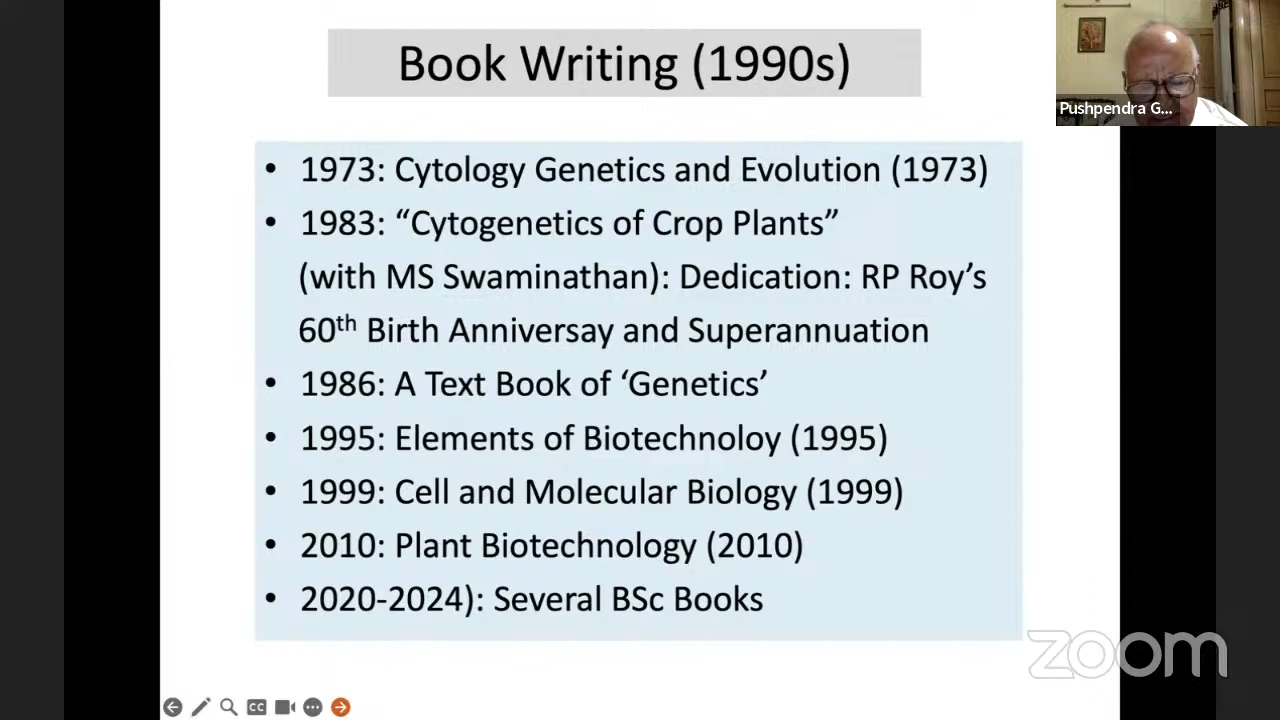 Book Writing (1990s)
Pushpendra G...
• 1973: Cytology Genetics and Evolution (1973)
• 1983: “Cytogenetics of Crop Plants”
(with MS Swaminathan): Dedication: RP Roy’s
60th Birth Anniversay and Superannuation
• 1986: A Text Book of ‘Genetics’
• 1995: Elements of Biotechnoloy (1995)
• 1999: Cell and Molecular Biology (1999)
• 2010: Plant Biotechnology (2010)
• 2020-2024): Several BSc Books
zoom
CC